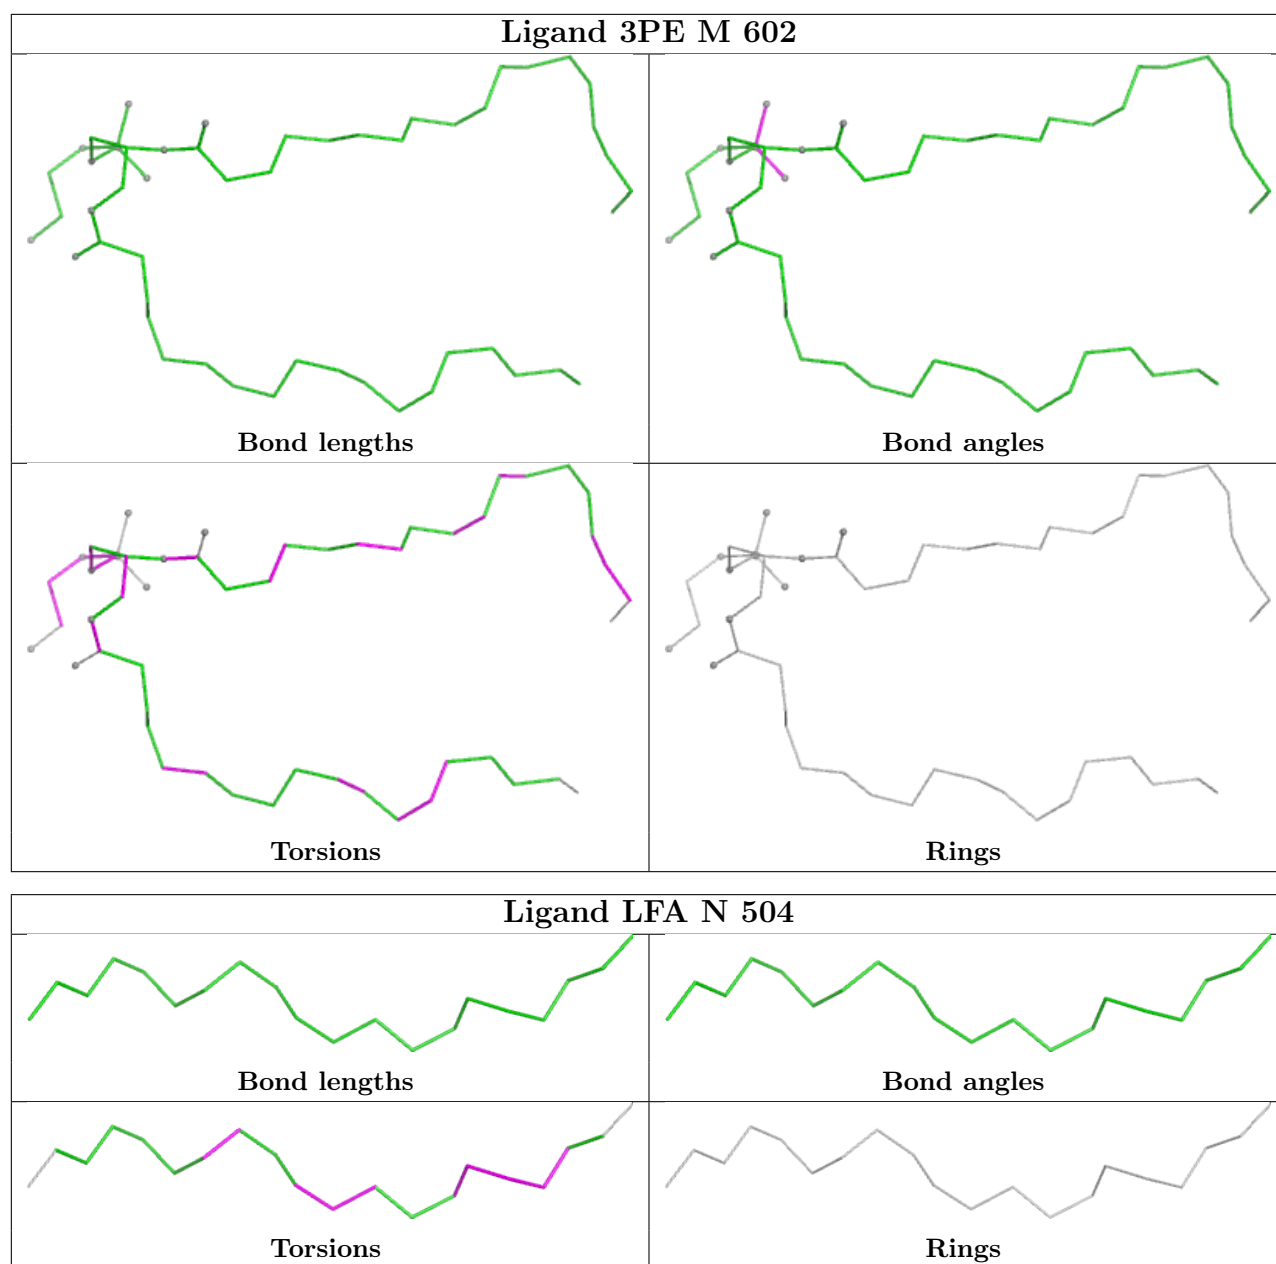 Ligand 3PE M 602
Bond lengths
Bond angles
Torsions
Rings
Ligand LFA N 504
Bond lengths
Bond angles
Torsions
Rings